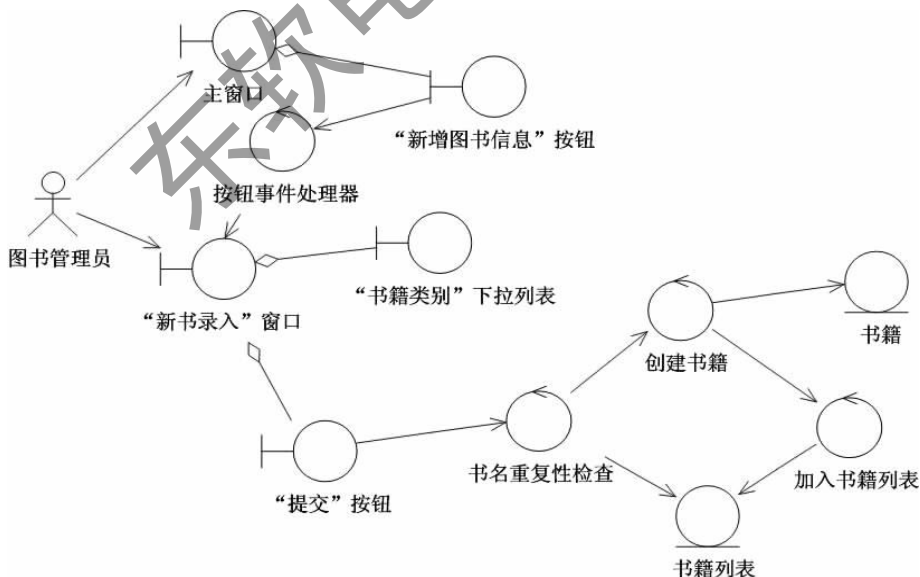 东软电
主窗口
“新增图书信息”按钮
按钮事件处理器
图书管理员
“书籍类别”下拉列表
“新书录入”窗口
书籍
创建书籍
书名重复性检查
加入书籍列表
“提交”按钮
书籍列表